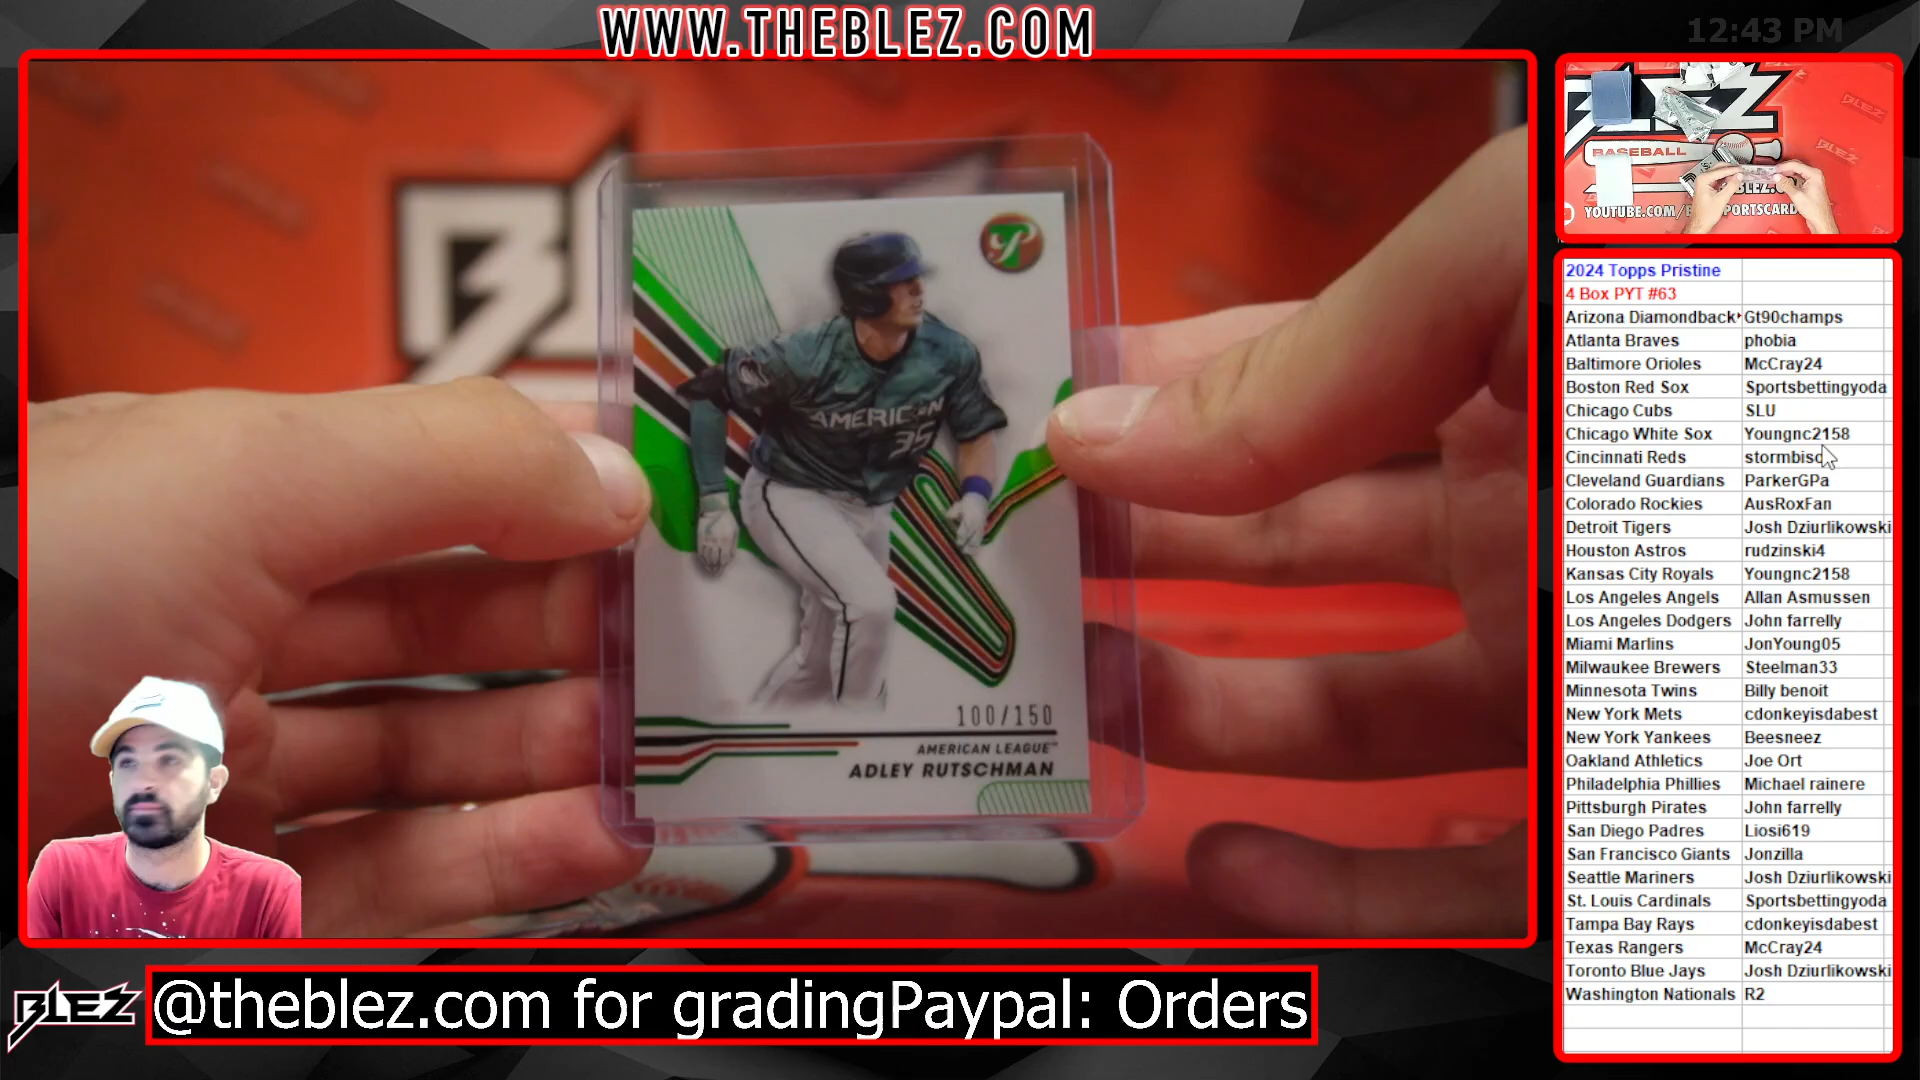 WWW.THEBLEZ.COM
12:43 PM
BASEBALL
BLEZ
YOUTUBE.COM/
AMERICAN
35
100/150
AMERICAN LEAGUE™
ADLEY RUTSCHMAN
2024 Topps Pristine
4 Box PYT #63
Arizona Diamondback Gt90champs
Atlanta Braves phobia
Baltimore Orioles McCray24
Boston Red Sox Sportsbettingyoda
Chicago Cubs SLU
Chicago White Sox Youngnc2158
Cincinnati Reds
Cleveland Guardians ParkerGPa
Colorado Rockies AusRoxFan
Detroit Tigers Josh Dziurlikowski
Houston Astros rudzinski4
Kansas City Royals Youngnc2158
Los Angeles Angels Allan Asmussen
Los Angeles Dodgers John farrelly
Miami Marlins JonYoung05
Milwaukee Brewers Steelman33
Minnesota Twins Billy benoit
New York Mets cdonkeyisdabest
New York Yankees Beesneez
Oakland Athletics Joe Ort
Philadelphia Phillies Michael rainere
Pittsburgh Pirates John farrelly
San Diego Padres Liosi619
San Francisco Giants Jonzilla
Seattle Mariners Josh Dziurlikowski
St. Louis Cardinals Sportsbettingyoda
Tampa Bay Rays cdonkeyisdabest
Texas Rangers McCray24
Toronto Blue Jays Josh Dziurlikowski
Washington Nationals R2
BLEZ
@theblez.com for gradingPaypal: Orders